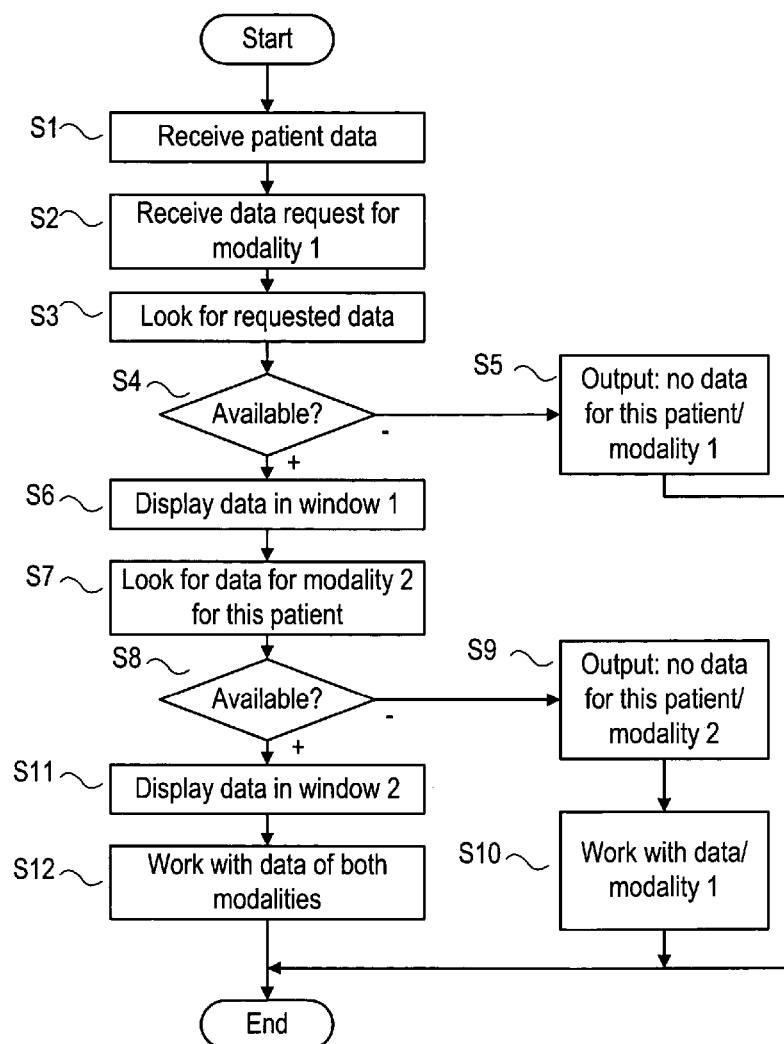 Start
S1
Receive patient data
S2
Receive data request for
modality 1
S3
Look for requested data
S4
Available?
-
+
S5
Output: no data
for this patient/
modality 1
S6
Display data in window 1
S7
Look for data for modality 2
for this patient
S8
Available?
-
+
S9
Output: no data
for this patient/
modality 2
S11
Display data in window 2
S10
Work with data/
modality 1
S12
Work with data of both
modalities
End